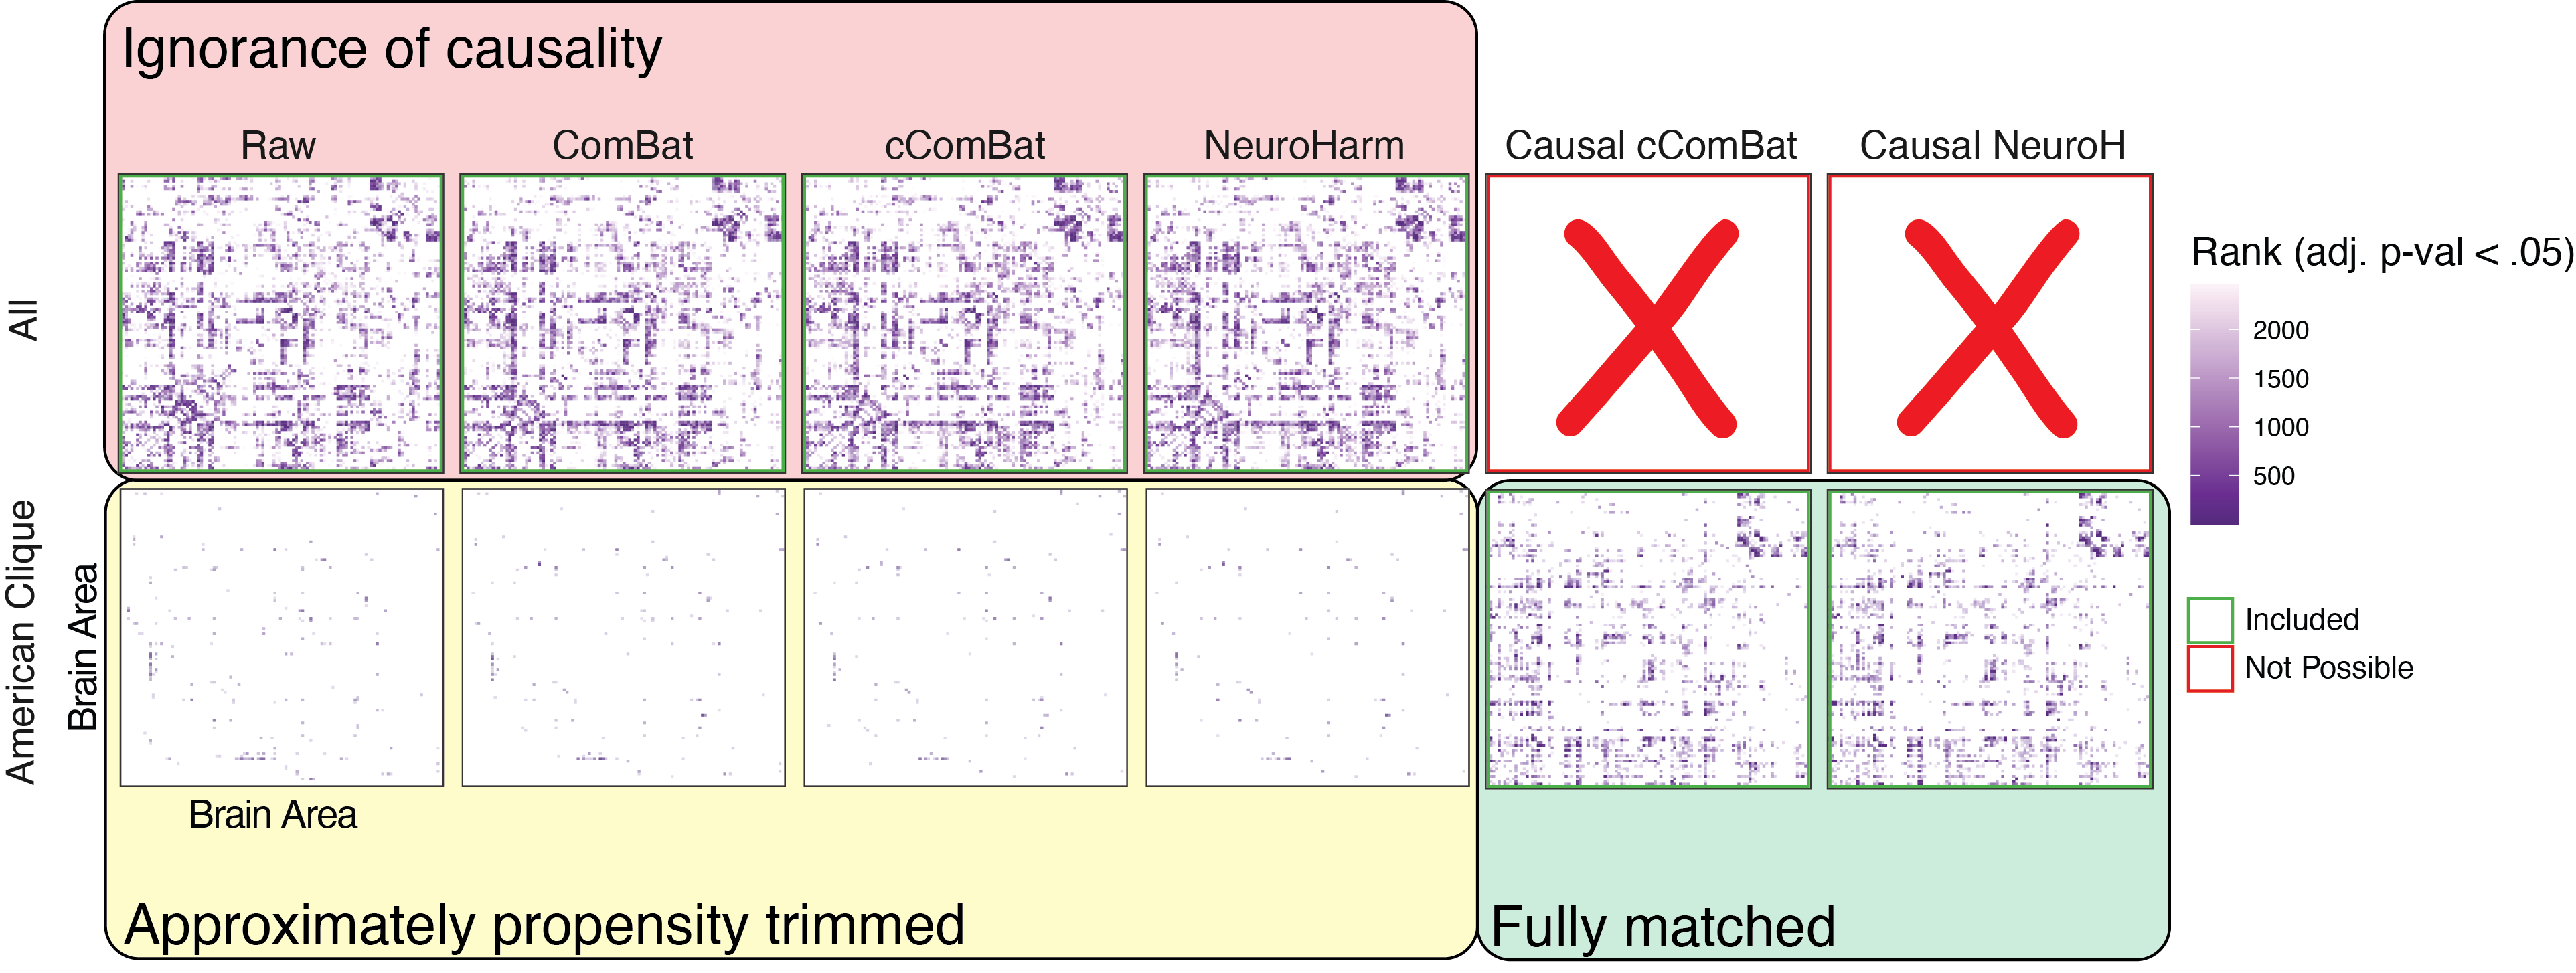 Ignorance of causality
Raw
ComBat
cComBat
NeuroHarm
Causal cComBat
Causal NeuroH
All
American Clique
Brain Area
Brain Area
Approximately propensity trimmed
Fully matched
Rank (adj. p-val < .05)
2000
1500
1000
500
Included
Not Possible